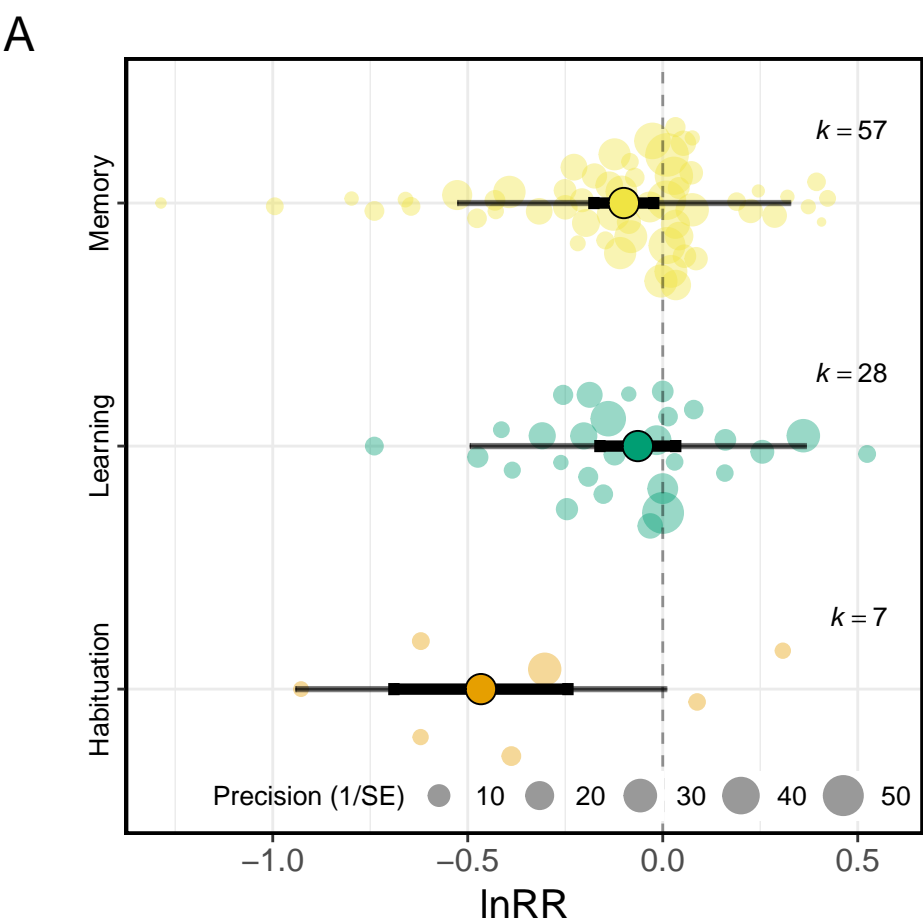 A
Memory
k = 57
Learning
k = 28
Habituation
k = 7
Precision (1/SE) 10 20 30 40 50
−1.0 −0.5 0.0 0.5
lnRR